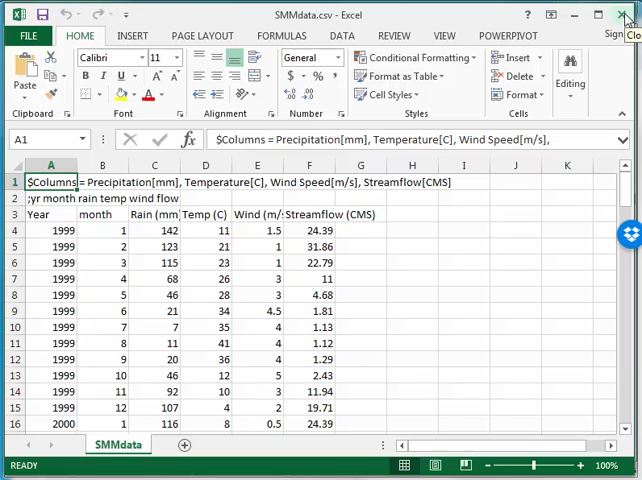 SMMdata.csv - Excel
?
Clo
FILE HOME INSERT PAGE LAYOUT FORMULAS DATA REVIEW VIEW POWERPIVOT Sign
Paste
Calibri 11
B I U
A A
Clipboard
Font
Alignment
General
$ % ,
Number
Conditional Formatting
Format as Table
Cell Styles
Styles
Insert
Delete
Format
Cells
Editing
A1 fx $Columns = Precipitation[mm], Temperature[C], Wind Speed[m/s],
A B C D E F G H I J K
1 $Columns = Precipitation[mm], Temperature[C], Wind Speed[m/s], Streamflow[CMS]
2 ;yr month rain temp wind flow
3 Year month Rain (mm) Temp (C) Wind (m/s Streamflow (CMS)
4 1999 1 142 11 1.5 24.39
5 1999 2 123 21 1 31.86
6 1999 3 115 23 1 22.79
7 1999 4 68 26 3 11
8 1999 5 46 28 3 4.68
9 1999 6 21 34 4.5 1.81
10 1999 7 7 35 4 1.13
11 1999 8 11 41 4 1.12
12 1999 9 20 36 4 1.29
13 1999 10 46 12 5 2.43
14 1999 11 92 10 3 11.94
15 1999 12 107 4 2 19.71
16 2000 1 116 8 0.5 24.39
SMMdata
READY 100%